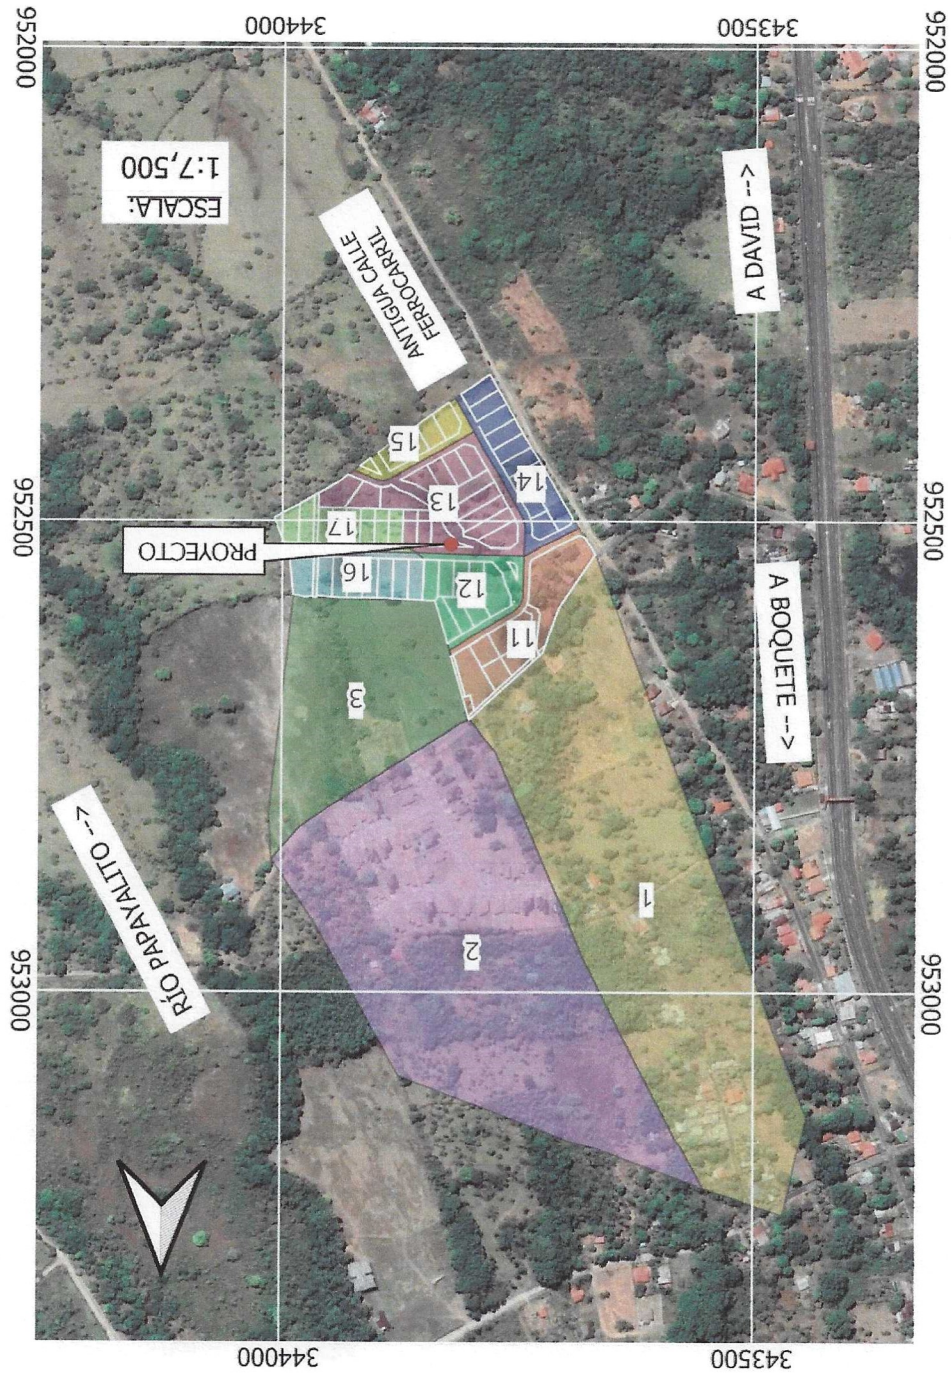 343500 344000
953000 953000
RÍO PAPAYALITO -->
2
1
3
A BOQUETE -->
11
12
16
PROYECTO
17
952500 952500
13
14
15
ANTIGUA CALLE
FERROCARRIL
A DAVID -->
ESCALA:
1:7,500
952000 952000
343500 344000